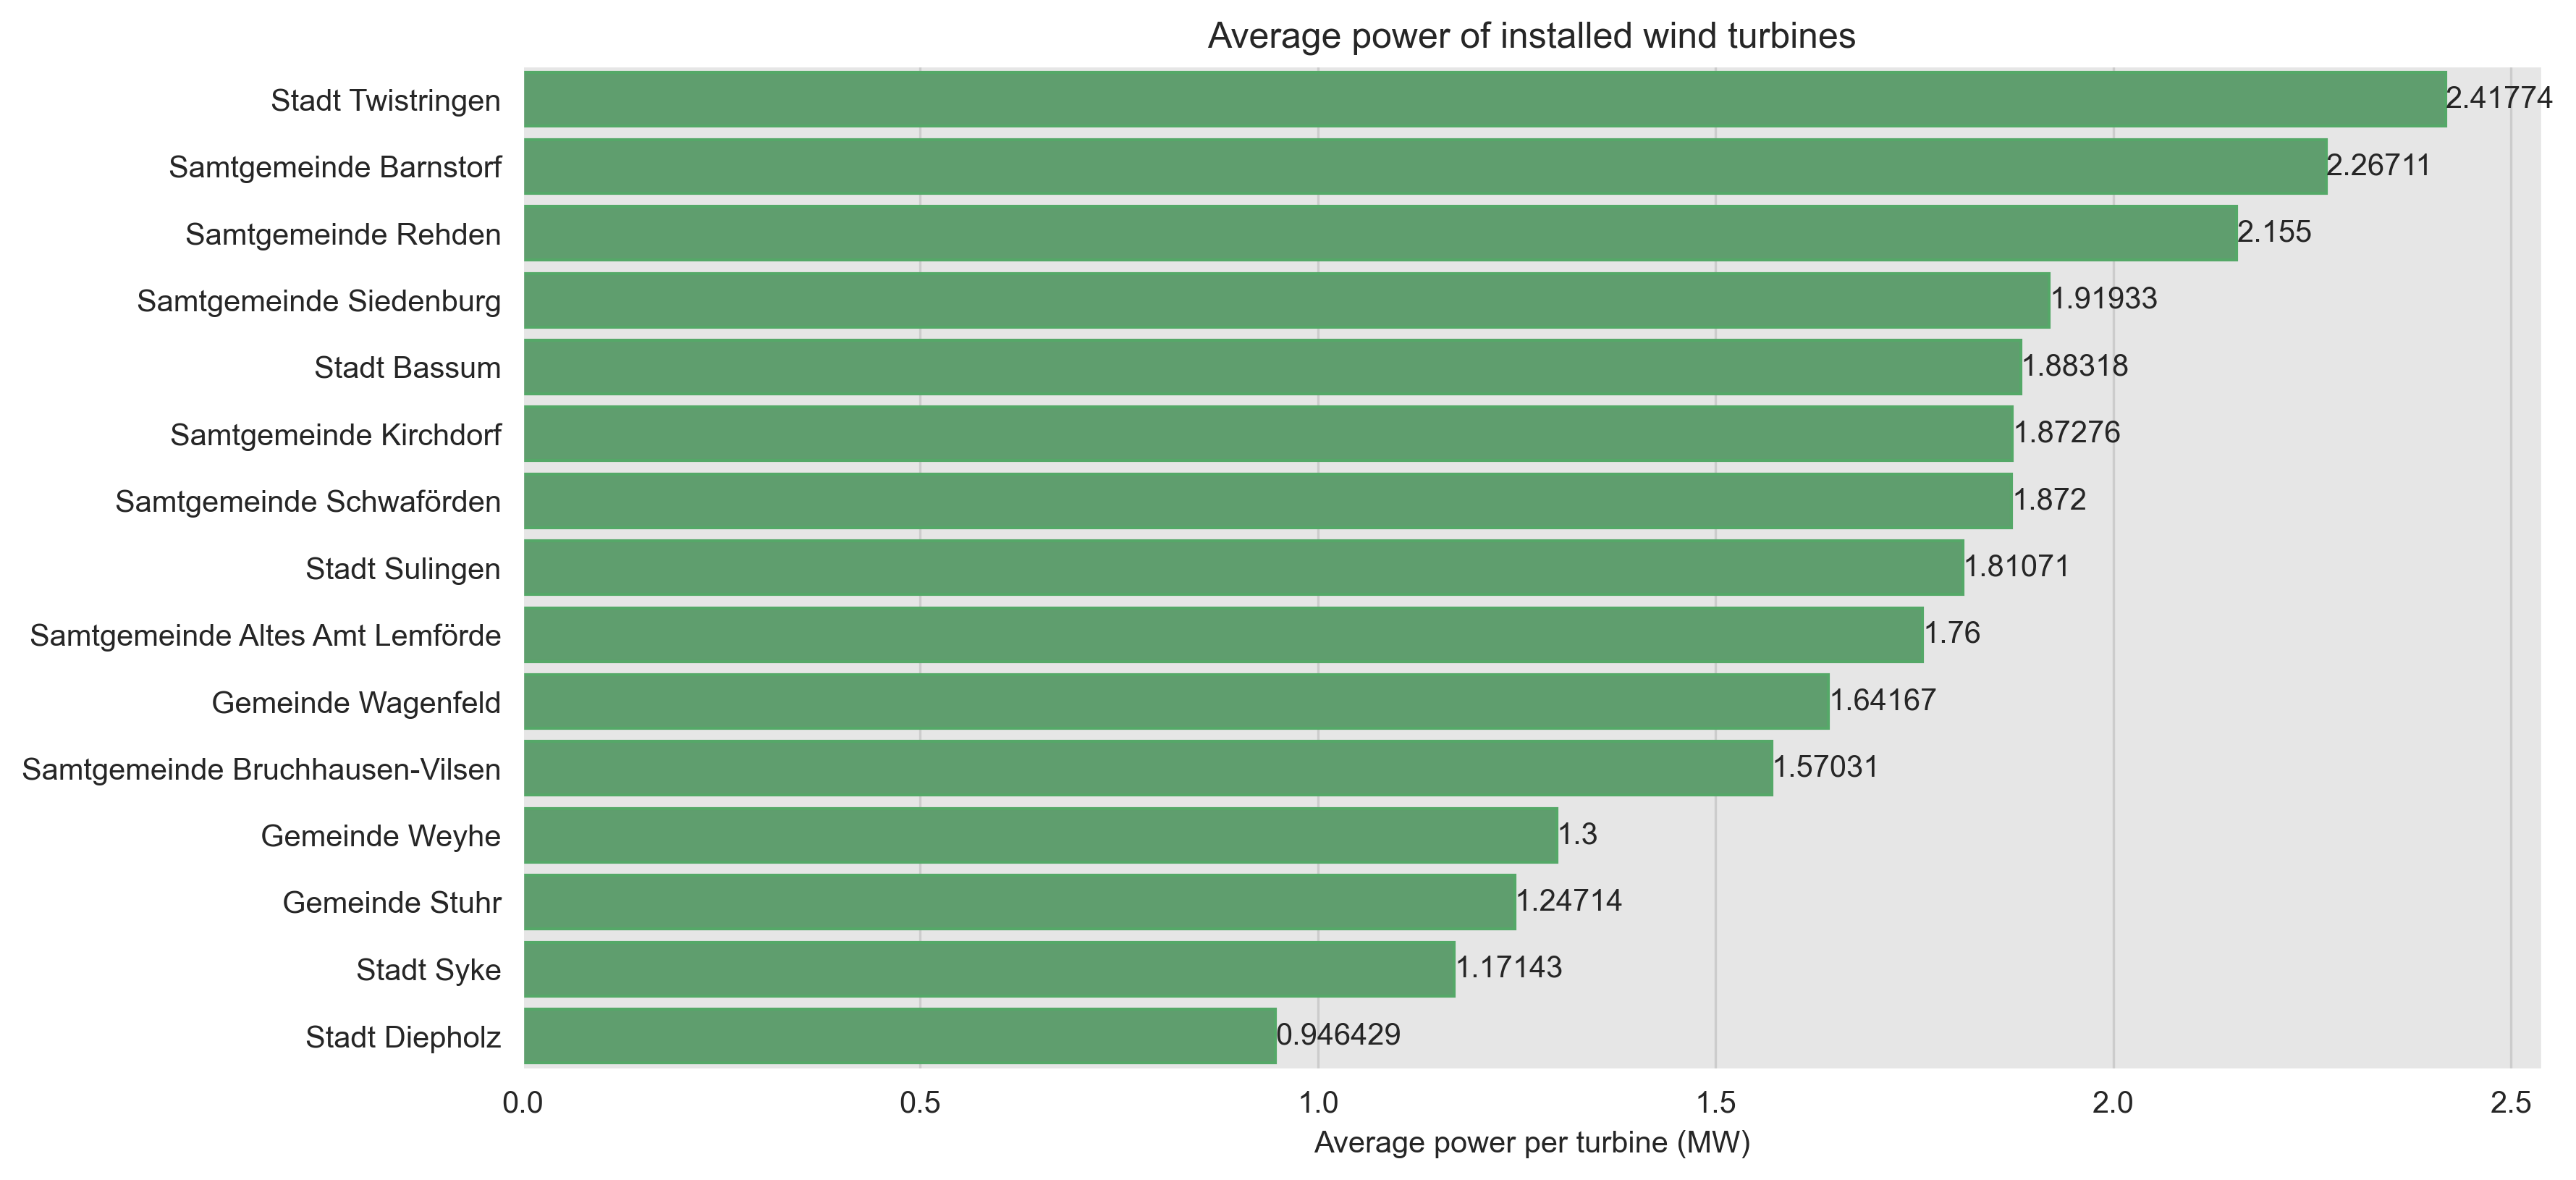 Average power of installed wind turbines
Stadt Twistringen 2.41774
Samtgemeinde Barnstorf 2.26711
Samtgemeinde Rehden 2.155
Samtgemeinde Siedenburg 1.91933
Stadt Bassum 1.88318
Samtgemeinde Kirchdorf 1.87276
Samtgemeinde Schwaförden 1.872
Stadt Sulingen 1.81071
Samtgemeinde Altes Amt Lemförde 1.76
Gemeinde Wagenfeld 1.64167
Samtgemeinde Bruchhausen-Vilsen 1.57031
Gemeinde Weyhe 1.3
Gemeinde Stuhr 1.24714
Stadt Syke 1.17143
Stadt Diepholz 0.946429
0.0 0.5 1.0 1.5 2.0 2.5
Average power per turbine (MW)